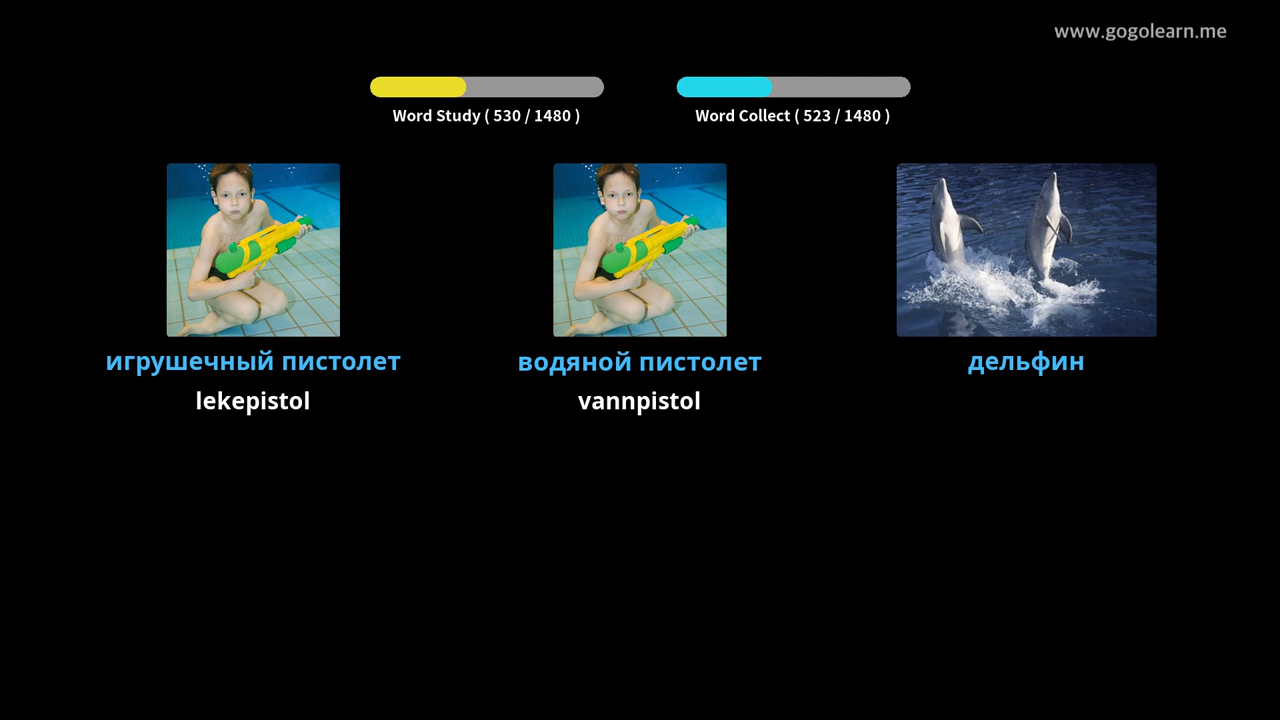 www.gogolearn.me
Word Study ( 530 / 1480 )
Word Collect ( 523 / 1480 )
игрушечный пистолет
водяной пистолет
дельфин
lekepistol
vannpistol